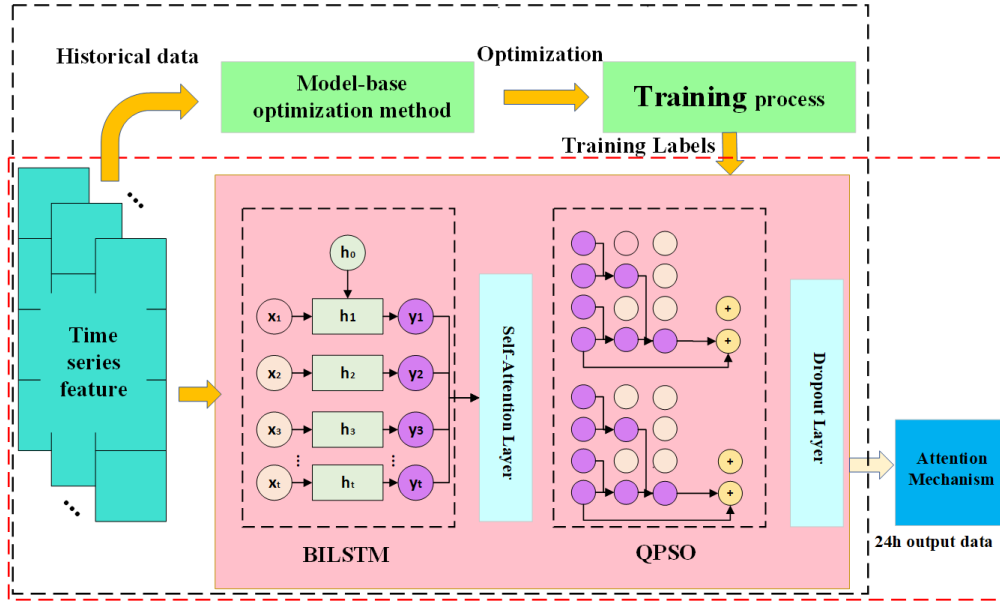 Historical data
Model-base
optimization method
Optimization
Training process
Training Labels
Time
series
feature
h0
x1
h1
y1
x2
h2
y2
x3
h3
y3
xt
ht
yt
BILSTM
Self-Attention Layer
+
+
+
+
QPSO
Dropout Layer
Attention
Mechanism
24h output data